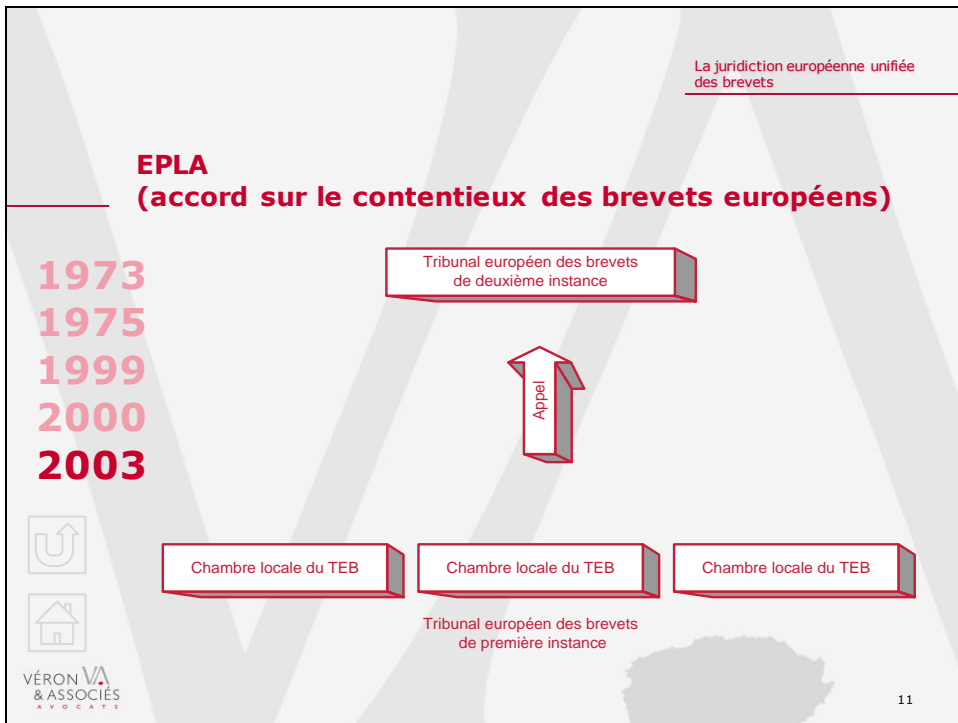 La juridiction européenne unifiée
des brevets
EPLA
(accord sur le contentieux des brevets européens)
1973
1975
1999
2000
2003
Tribunal européen des brevets
de deuxième instance
Appel
Chambre locale du TEB
Chambre locale du TEB
Chambre locale du TEB
Tribunal européen des brevets
de première instance
VÉRON VA
& ASSOCIÉS
AVOCATS
11